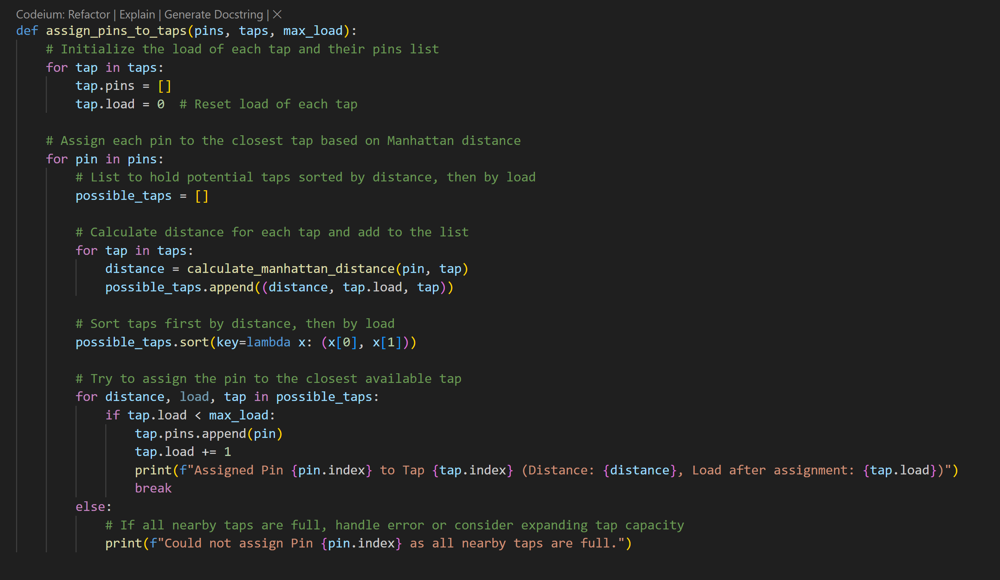 Codeium: Refactor | Explain | Generate Docstring | ×
def assign_pins_to_taps(pins, taps, max_load):
    # Initialize the load of each tap and their pins list
    for tap in taps:
        tap.pins = []
        tap.load = 0  # Reset load of each tap

    # Assign each pin to the closest tap based on Manhattan distance
    for pin in pins:
        # List to hold potential taps sorted by distance, then by load
        possible_taps = []

        # Calculate distance for each tap and add to the list
        for tap in taps:
            distance = calculate_manhattan_distance(pin, tap)
            possible_taps.append((distance, tap.load, tap))

        # Sort taps first by distance, then by load
        possible_taps.sort(key=lambda x: (x[0], x[1]))

        # Try to assign the pin to the closest available tap
        for distance, load, tap in possible_taps:
            if tap.load < max_load:
                tap.pins.append(pin)
                tap.load += 1
                print(f"Assigned Pin {pin.index} to Tap {tap.index} (Distance: {distance}, Load after assignment: {tap.load})")
                break
        else:
            # If all nearby taps are full, handle error or consider expanding tap capacity
            print(f"Could not assign Pin {pin.index} as all nearby taps are full.")